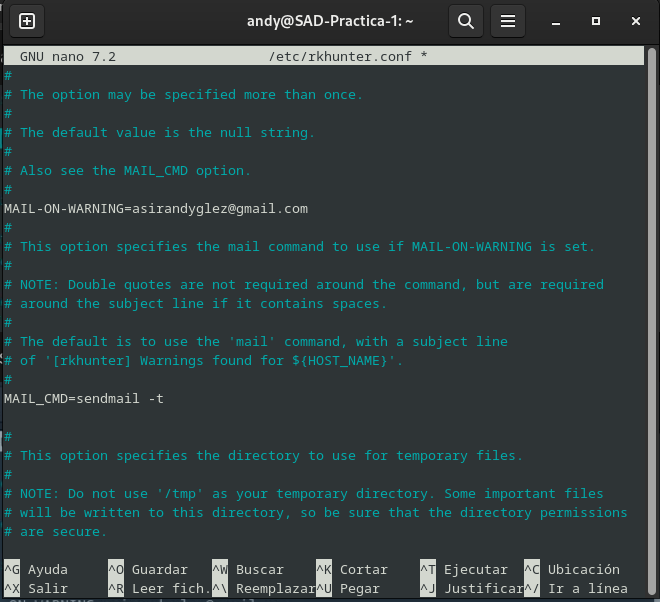 andy@SAD-Practica-1: ~
GNU nano 7.2 /etc/rkhunter.conf *
#
# The option may be specified more than once.
#
# The default value is the null string.
#
# Also see the MAIL_CMD option.
#
MAIL-ON-WARNING=asirandyglez@gmail.com
#
# This option specifies the mail command to use if MAIL-ON-WARNING is set.
#
# NOTE: Double quotes are not required around the command, but are required
# around the subject line if it contains spaces.
#
# The default is to use the 'mail' command, with a subject line
# of '[rkhunter] Warnings found for ${HOST_NAME}'.
#
MAIL_CMD=sendmail -t
#
# This option specifies the directory to use for temporary files.
#
# NOTE: Do not use '/tmp' as your temporary directory. Some important files
# will be written to this directory, so be sure that the directory permissions
# are secure.
^G Ayuda ^O Guardar ^W Buscar ^K Cortar ^T Ejecutar ^C Ubicación
^X Salir ^R Leer fich. ^\ Reemplazar ^U Pegar ^J Justificar ^/ Ir a línea